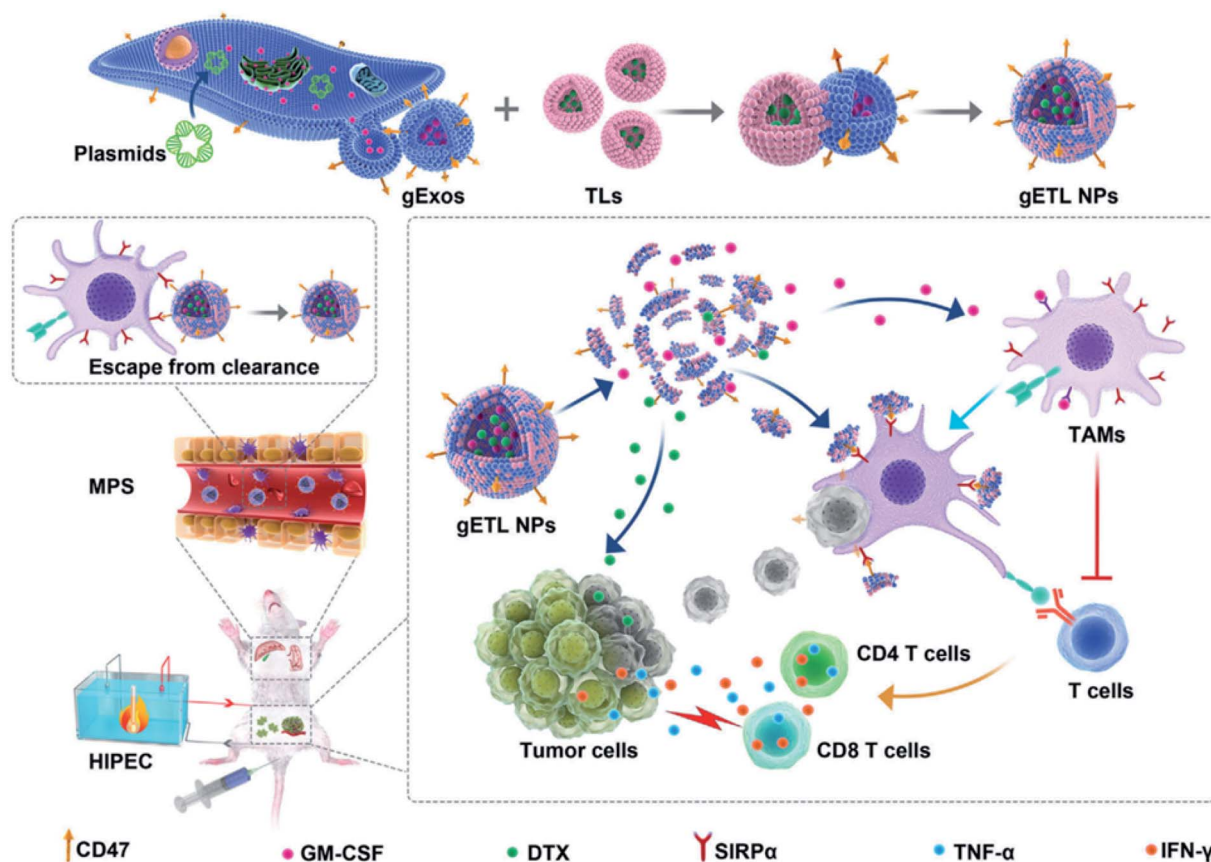 Plasmids
gExos
TLs
gETL NPs
Escape from clearance
MPS
HIPEC
gETL NPs
TAMs
Tumor cells
CD4 T cells
CD8 T cells
T cells
CD47
GM-CSF
DTX
SIRPα
TNF-α
IFN-γ